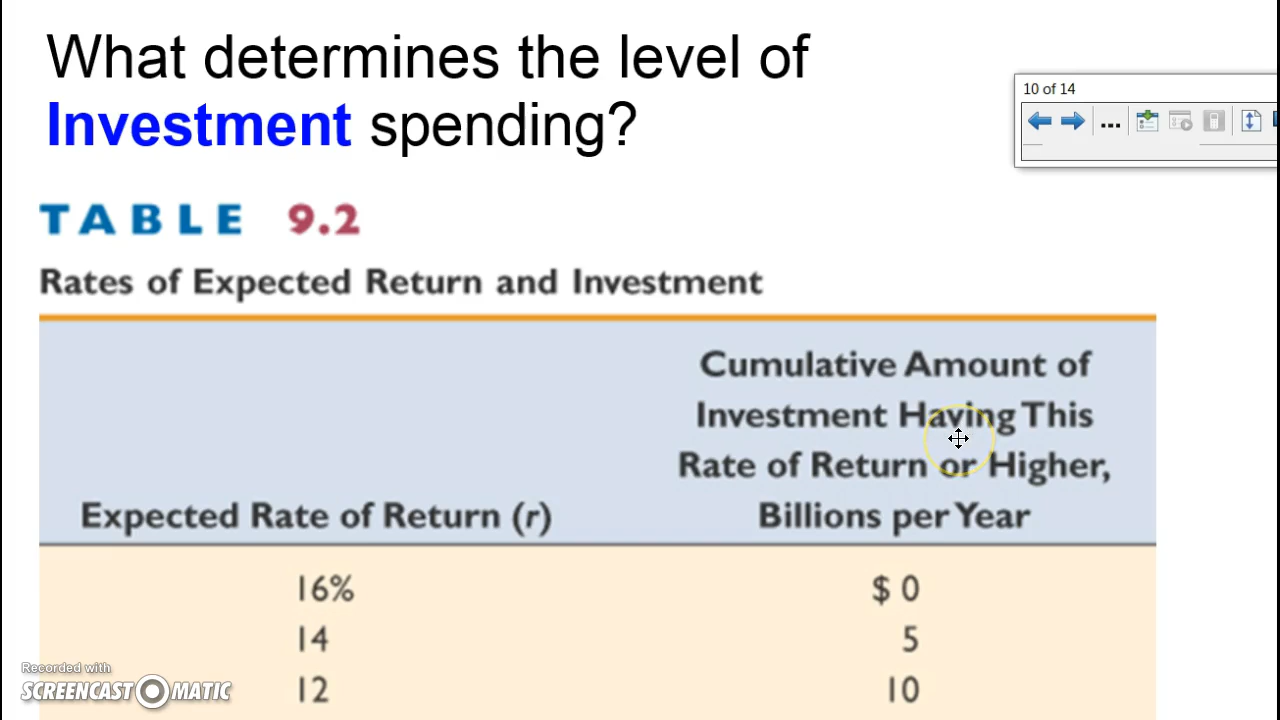 What determines the level of
Investment spending?
10 of 14
...
TABLE 9.2
Rates of Expected Return and Investment
Cumulative Amount of
Investment Having This
Rate of Return or Higher,
Expected Rate of Return (r) Billions per Year
16% $ 0
14 5
12 10
Recorded with
SCREENCAST MATIC